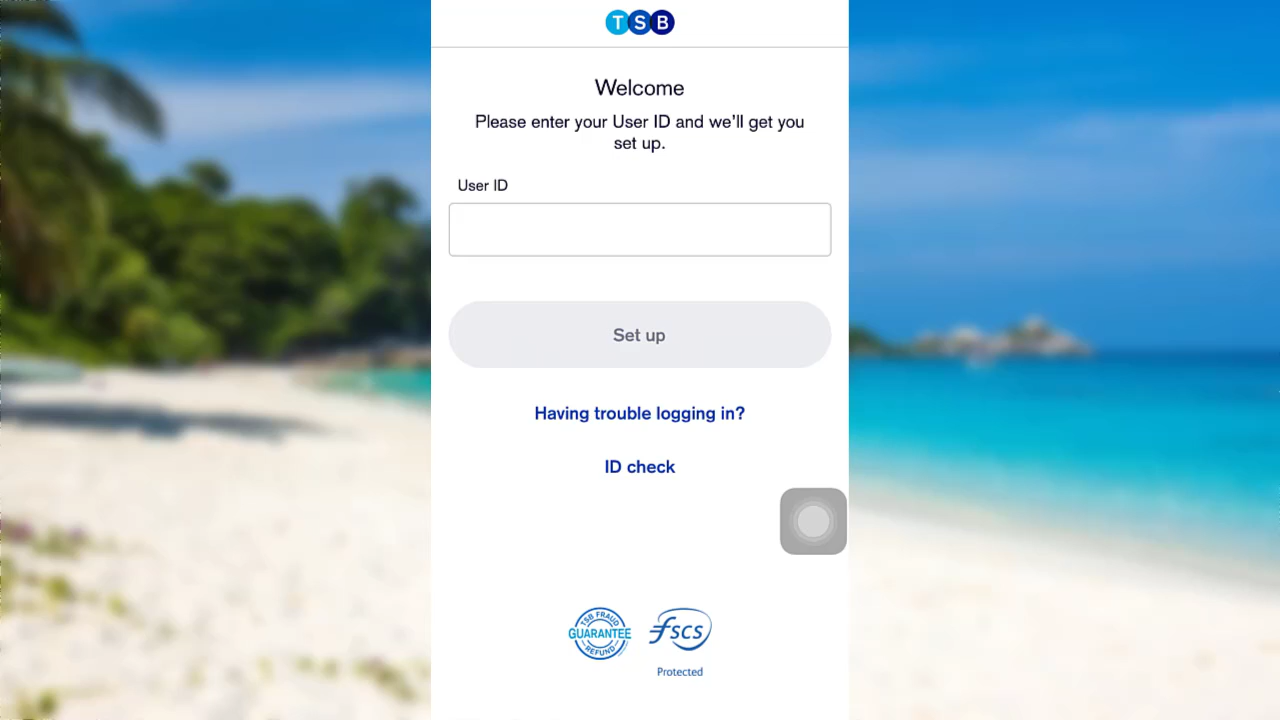 TSB
Welcome
Please enter your User ID and we'll get you
set up.
User ID
Set up
Having trouble logging in?
ID check
TSB FRAUD
GUARANTEE
REFUND
fscs
Protected